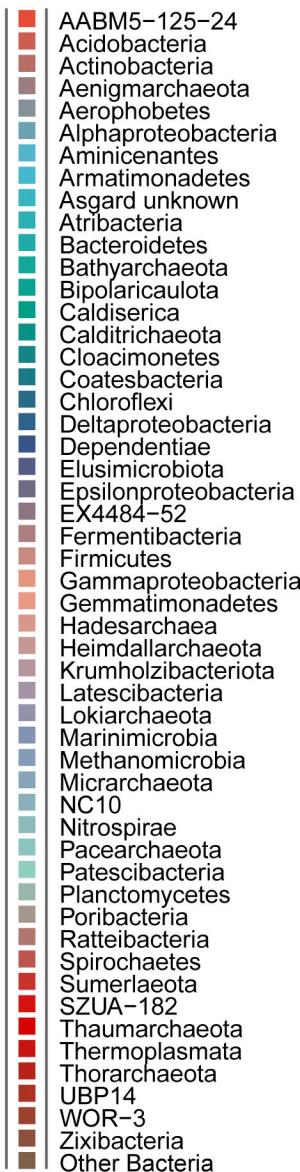 AABM5−125−24
Acidobacteria
Actinobacteria
Aenigmarchaeota
Aerophobetes
Alphaproteobacteria
Aminicenantes
Armatimonadetes
Asgard unknown
Atribacteria
Bacteroidetes
Bathyarchaeota
Bipolaricaulota
Caldiserica
Calditrichaeota
Cloacimonetes
Coatesbacteria
Chloroflexi
Deltaproteobacteria
Dependentiae
Elusimicrobiota
Epsilonproteobacteria
EX4484−52
Fermentibacteria
Firmicutes
Gammaproteobacteria
Gemmatimonadetes
Hadesarchaea
Heimdallarchaeota
Krumholzibacteriota
Latescibacteria
Lokiarchaeota
Marinimicrobia
Methanomicrobia
Micrarchaeota
NC10
Nitrospirae
Pacearchaeota
Patescibacteria
Planctomycetes
Poribacteria
Ratteibacteria
Spirochaetes
Sumerlaeota
SZUA−182
Thaumarchaeota
Thermoplasmata
Thorarchaeota
UBP14
WOR−3
Zixibacteria
Other Bacteria